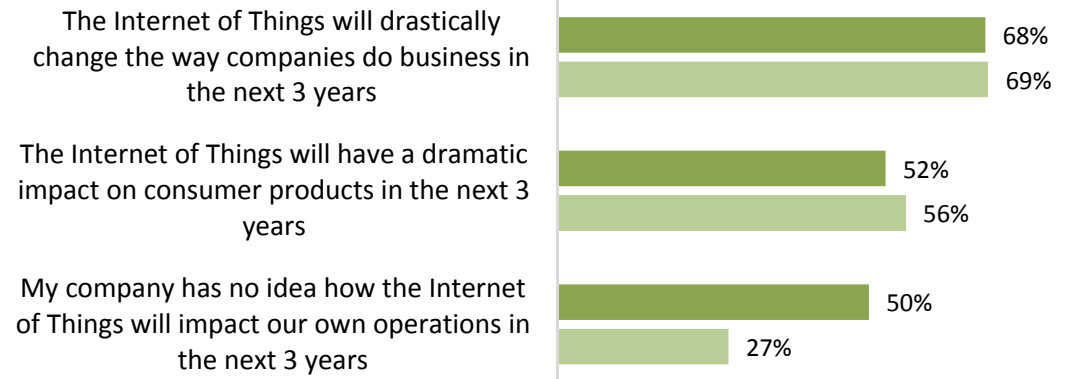 The Internet of Things will drastically
change the way companies do business in
the next 3 years
68%
69%
The Internet of Things will have a dramatic
impact on consumer products in the next 3
years
52%
56%
My company has no idea how the Internet
of Things will impact our own operations in
the next 3 years
50%
27%